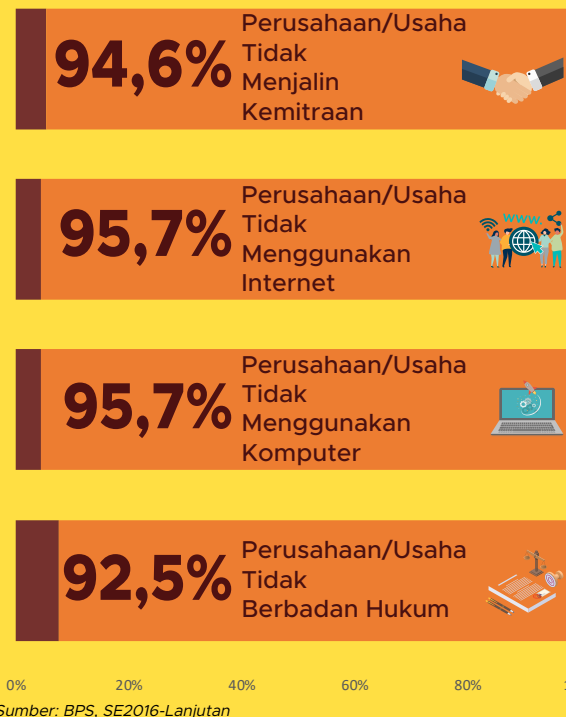 94,6%
Perusahaan/Usaha
Tidak
Menjalin
Kemitraan
95,7%
Perusahaan/Usaha
Tidak
Menggunakan
Internet
www.
95,7%
Perusahaan/Usaha
Tidak
Menggunakan
Komputer
92,5%
Perusahaan/Usaha
Tidak
Berbadan Hukum
0% 20% 40% 60% 80%
Sumber: BPS, SE2016-Lanjutan